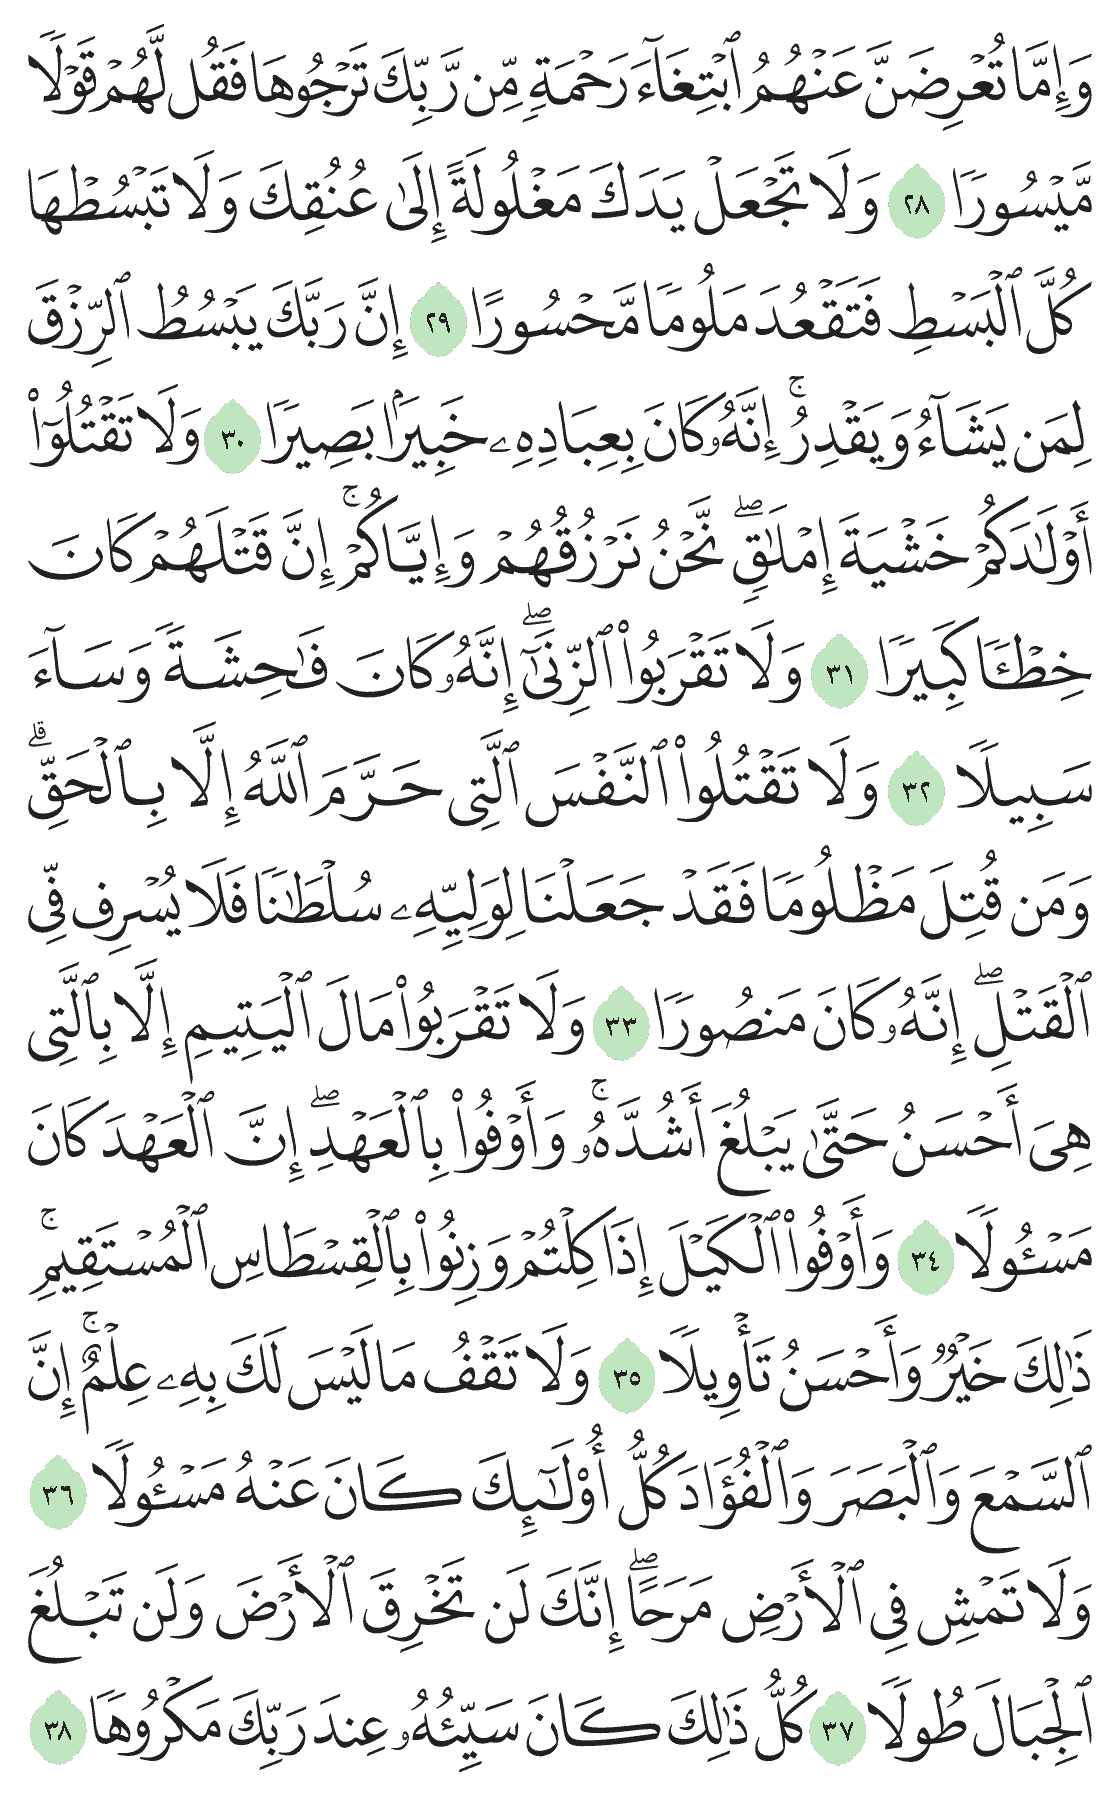 وَإِمَّا تُعْرِضَنَّ عَنْهُمُ ٱبْتِغَآءَ رَحْمَةٍ مِّن رَّبِّكَ تَرْجُوهَا فَقُل لَّهُمْ قَوْلًا
مَّيْسُورًا ٢٨ وَلَا تَجْعَلْ يَدَكَ مَغْلُولَةً إِلَىٰ عُنُقِكَ وَلَا تَبْسُطْهَا
كُلَّ ٱلْبَسْطِ فَتَقْعُدَ مَلُومًا مَّحْسُورًا ٢٩ إِنَّ رَبَّكَ يَبْسُطُ ٱلرِّزْقَ
لِمَن يَشَآءُ وَيَقْدِرُ ۚ إِنَّهُۥ كَانَ بِعِبَادِهِۦ خَبِيرًۢا بَصِيرًا ٣٠ وَلَا تَقْتُلُوٓا۟
أَوْلَـٰدَكُمْ خَشْيَةَ إِمْلَـٰقٍ ۖ نَّحْنُ نَرْزُقُهُمْ وَإِيَّاكُمْ ۚ إِنَّ قَتْلَهُمْ كَانَ
خِطْـًٔا كَبِيرًا ٣١ وَلَا تَقْرَبُوا۟ ٱلزِّنَىٰٓ ۖ إِنَّهُۥ كَانَ فَـٰحِشَةً وَسَآءَ
سَبِيلًا ٣٢ وَلَا تَقْتُلُوا۟ ٱلنَّفْسَ ٱلَّتِى حَرَّمَ ٱللَّهُ إِلَّا بِٱلْحَقِّ ۗ
وَمَن قُتِلَ مَظْلُومًا فَقَدْ جَعَلْنَا لِوَلِيِّهِۦ سُلْطَـٰنًا فَلَا يُسْرِف فِّى
ٱلْقَتْلِ ۖ إِنَّهُۥ كَانَ مَنصُورًا ٣٣ وَلَا تَقْرَبُوا۟ مَالَ ٱلْيَتِيمِ إِلَّا بِٱلَّتِى
هِىَ أَحْسَنُ حَتَّىٰ يَبْلُغَ أَشُدَّهُۥ ۚ وَأَوْفُوا۟ بِٱلْعَهْدِ ۖ إِنَّ ٱلْعَهْدَ كَانَ
مَسْـُٔولًا ٣٤ وَأَوْفُوا۟ ٱلْكَيْلَ إِذَا كِلْتُمْ وَزِنُوا۟ بِٱلْقِسْطَاسِ ٱلْمُسْتَقِيمِ ۚ
ذَٰلِكَ خَيْرٌ وَأَحْسَنُ تَأْوِيلًا ٣٥ وَلَا تَقْفُ مَا لَيْسَ لَكَ بِهِۦ عِلْمٌ ۚ إِنَّ
ٱلسَّمْعَ وَٱلْبَصَرَ وَٱلْفُؤَادَ كُلُّ أُو۟لَـٰٓئِكَ كَانَ عَنْهُ مَسْـُٔولًا ٣٦
وَلَا تَمْشِ فِى ٱلْأَرْضِ مَرَحًا ۖ إِنَّكَ لَن تَخْرِقَ ٱلْأَرْضَ وَلَن تَبْلُغَ
ٱلْجِبَالَ طُولًا ٣٧ كُلُّ ذَٰلِكَ كَانَ سَيِّئُهُۥ عِندَ رَبِّكَ مَكْرُوهًا ٣٨